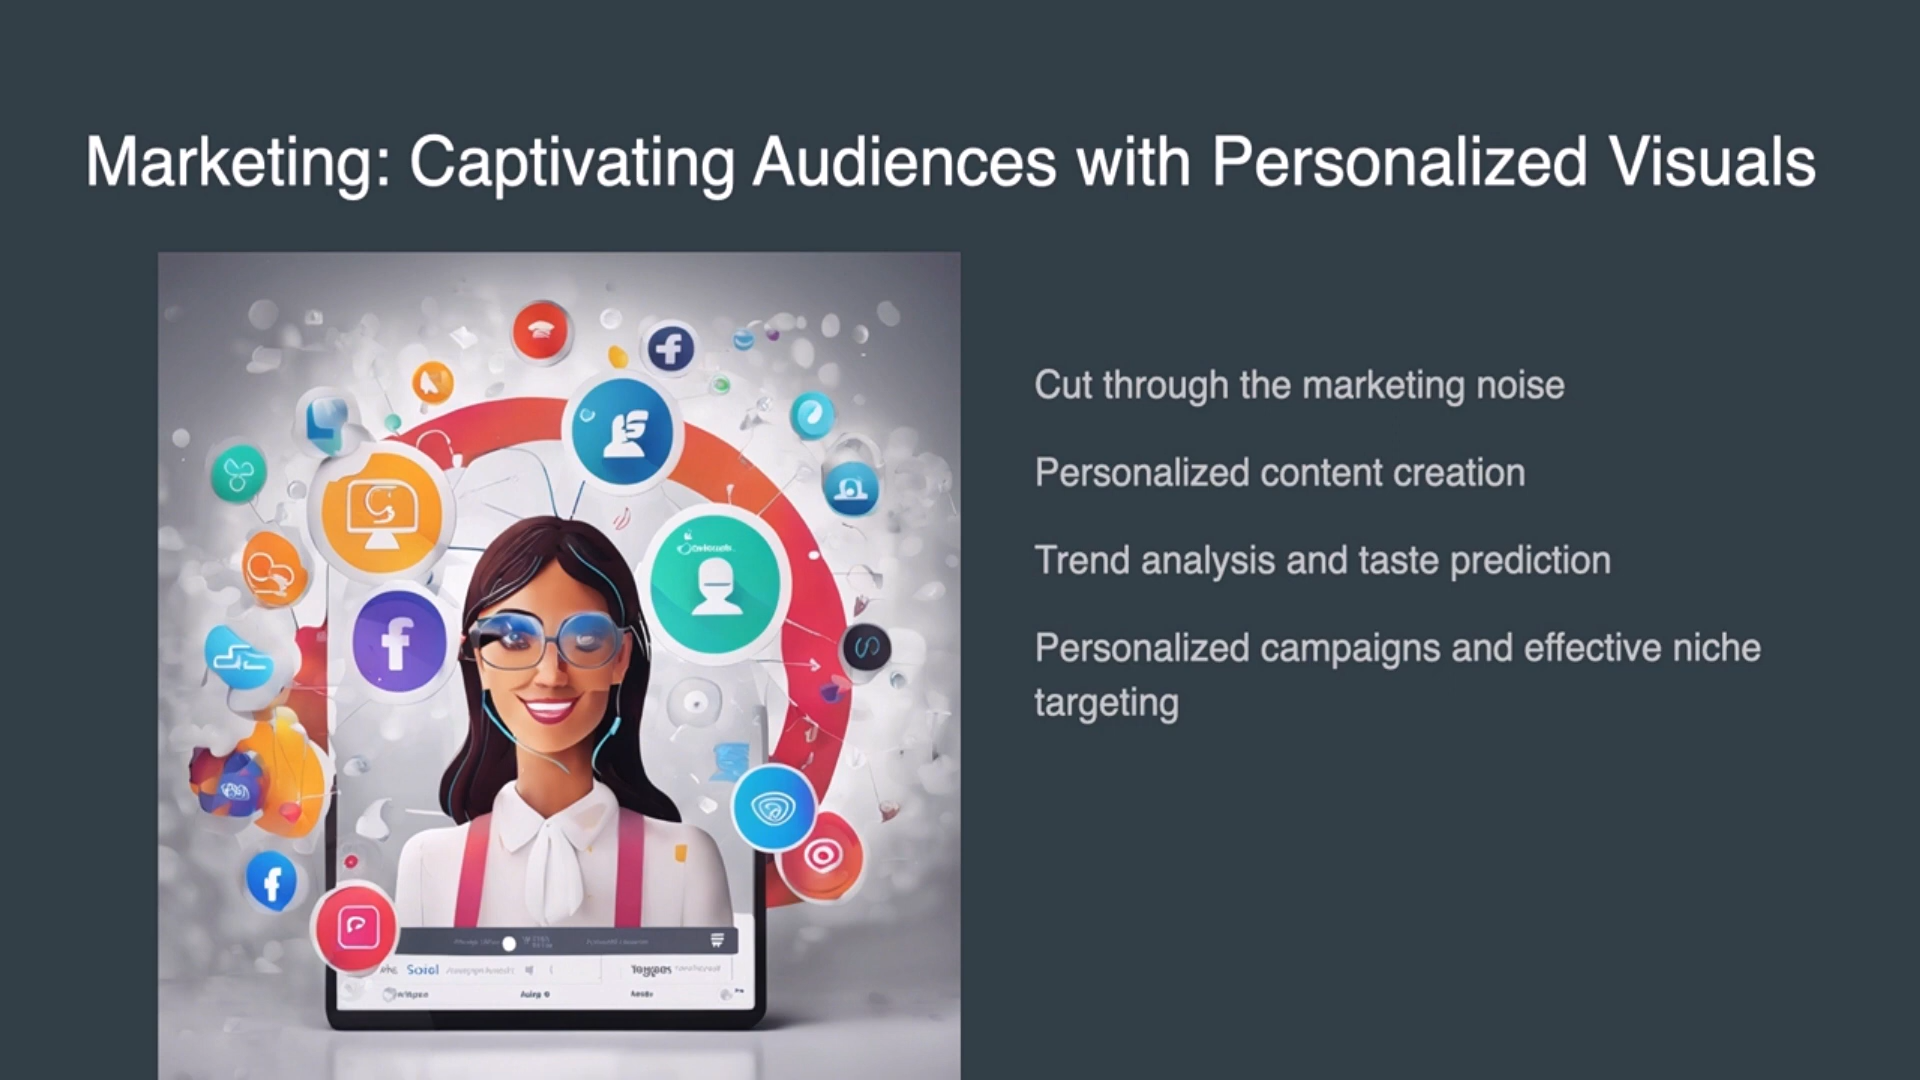 Marketing: Captivating Audiences with Personalized Visuals
Cut through the marketing noise
Personalized content creation
Trend analysis and taste prediction
Personalized campaigns and effective niche
targeting